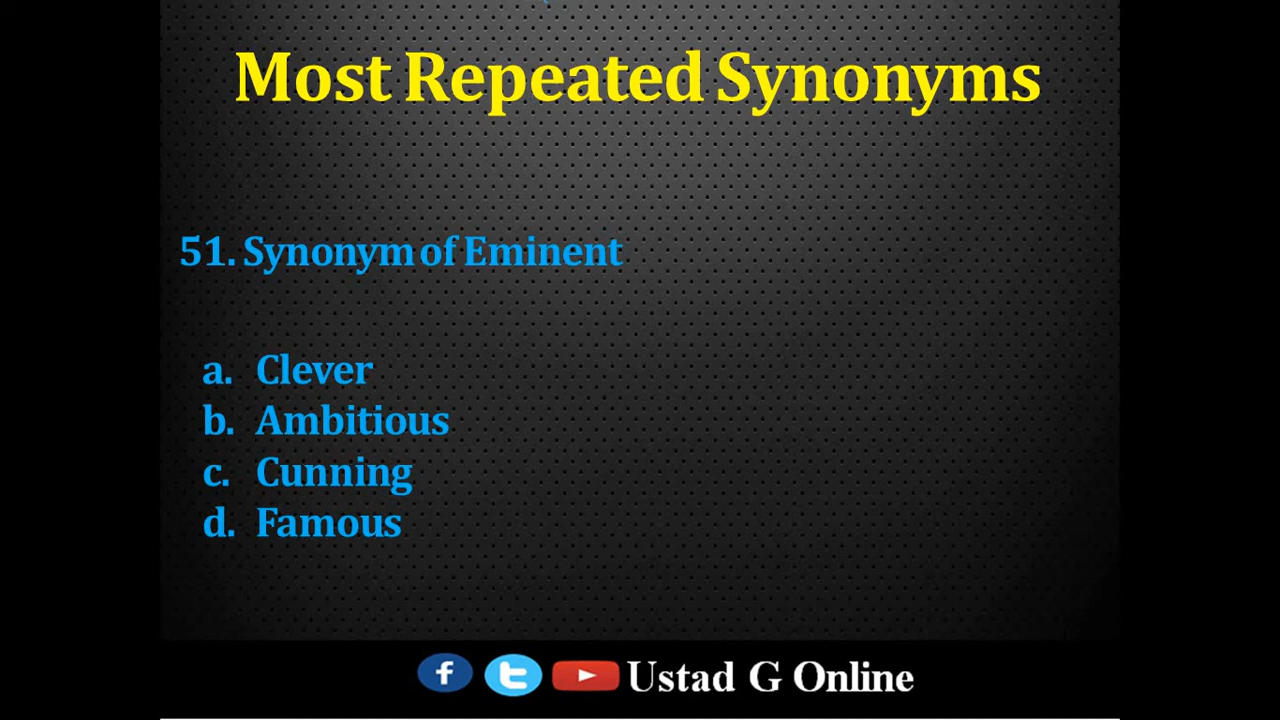 Most Repeated Synonyms
51. Synonym of Eminent
a. Clever
b. Ambitious
c. Cunning
d. Famous
Ustad G Online